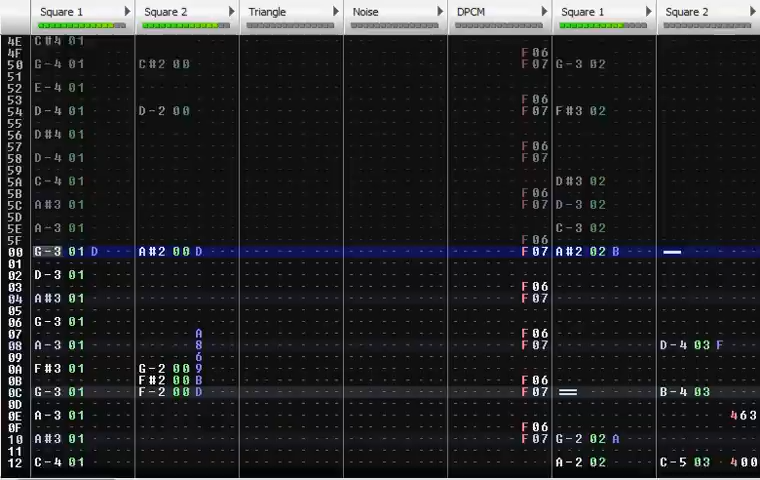 Square 1 Square 2 Triangle Noise DPCM Square 1 Square 2
4E C#4 01
4F F06
50 G-4 01 C#2 00 F07 G-3 02
51
52 E-4 01
53 F06
54 D-4 01 D-2 00 F07 F#3 02
55
56 D#4 01
57 F06
58 D-4 01 F07
59
5A C-4 01 D#3 02
5B F06
5C A#3 01 F07 D-3 02
5D
5E A-3 01 C-3 02
5F F06
00 G-3 01 D A#2 00 D F07 A#2 02 B
01
02 D-3 01
03 F06
04 A#3 01 F07
05
06 G-3 01
07 A F06
08 A-3 01 8 F07 D-4 03 F
09 6
0A F#3 01 G-2 00 9
0B F#2 00 B F06
0C G-3 01 F-2 00 D F07 B-4 03
0D
0E A-3 01 463
0F F06
10 A#3 01 F07 G-2 02 A
11
12 C-4 01 A-2 02 C-5 03 400